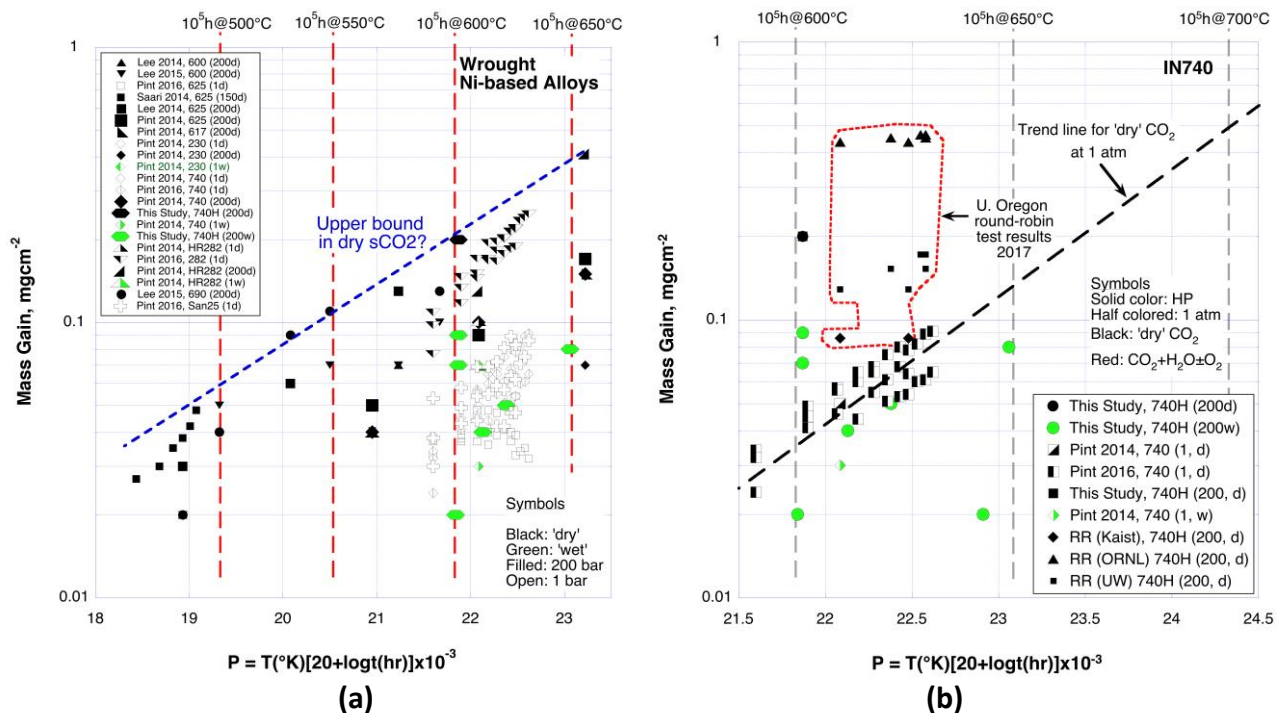 10⁵h@500°C 10⁵h@550°C 10⁵h@600°C 10⁵h@650°C
1
Wrought
Ni-based Alloys
Lee 2014, 600 (200d)
Lee 2015, 600 (200d)
Pint 2016, 625 (1d)
Saari 2014, 625 (150d)
Lee 2014, 625 (200d)
Pint 2014, 625 (200d)
Pint 2014, 617 (200d)
Pint 2014, 230 (1d)
Pint 2014, 230 (200d)
Pint 2014, 230 (1w)
Pint 2014, 740 (1d)
Pint 2016, 740 (1d)
Pint 2014, 740 (200d)
This Study, 740H (200d)
Pint 2014, 740 (1w)
This Study, 740H (200w)
Pint 2014, HR282 (1d)
Pint 2016, 282 (1d)
Pint 2014, HR282 (200d)
Pint 2014, HR282 (1w)
Lee 2015, 690 (200d)
Pint 2016, San25 (1d)
Upper bound
in dry sCO2?
Mass Gain, mgcm⁻²
0.1
Symbols
Black: 'dry'
Green: 'wet'
Filled: 200 bar
Open: 1 bar
0.01
18 19 20 21 22 23
P = T(°K)[20+logt(hr)]x10⁻³
(a)
10⁵h@600°C 10⁵h@650°C 10⁵h@700°C
1
IN740
Trend line for 'dry' CO₂
at 1 atm
U. Oregon
round-robin
test results
2017
Mass Gain, mgcm⁻²
0.1
Symbols
Solid color: HP
Half colored: 1 atm
Black: 'dry' CO₂
Red: CO₂+H₂O±O₂
This Study, 740H (200d)
This Study, 740H (200w)
Pint 2014, 740 (1, d)
Pint 2016, 740 (1, d)
This Study, 740H (200, d)
Pint 2014, 740 (1, w)
RR (Kaist), 740H (200, d)
RR (ORNL) 740H (200, d)
RR (UW) 740H (200, d)
0.01
21.5 22 22.5 23 23.5 24 24.5
P = T(°K)[20+logt(hr)]x10⁻³
(b)